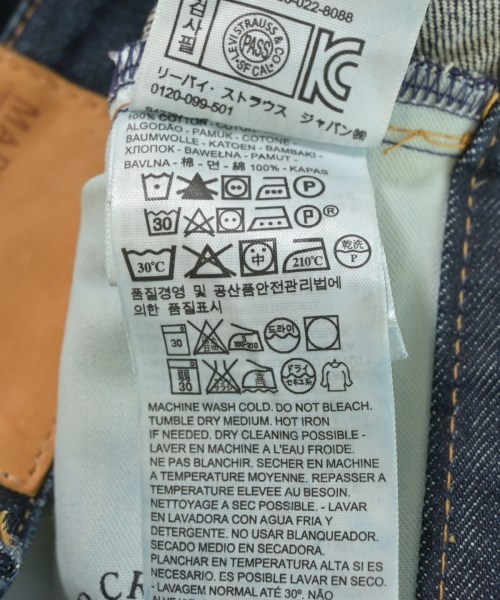 022-8088
검사필
LEVI STRAUSS & CO
PASS
7-SF CAL
リーバイ・ストラウス ジャパン㈱
0120-099-501
100% COTTON
ALGODÃO - PAMUK - COTONE -
BAUMWOLLE - KATOEN - BAMBAKI -
ХЛОПОК - BAWEŁNA - PAMUT -
BAVLNA - 棉 - 면 - 綿 100% - KAPAS
P
30 P®
30℃ 中 210℃ 乾洗 P
품질경영 및 공산품안전관리법에
의한 품질표시
30 드라이
30 ドライ セキユ系
MACHINE WASH COLD. DO NOT BLEACH.
TUMBLE DRY MEDIUM. HOT IRON
IF NEEDED. DRY CLEANING POSSIBLE -
LAVER EN MACHINE A L'EAU FROIDE.
NE PAS BLANCHIR. SECHER EN MACHINE
A TEMPERATURE MOYENNE. REPASSER A
TEMPERATURE ELEVEE AU BESOIN.
NETTOYAGE A SEC POSSIBLE. - LAVAR
EN LAVADORA CON AGUA FRIA Y
DETERGENTE. NO USAR BLANQUEADOR.
SECADO MEDIO EN SECADORA.
PLANCHAR EN TEMPERATURA ALTA SI ES
NECESARIO. ES POSIBLE LAVADO EN SECO.
- LAVAGEM NORMAL ATÉ 30º. NÃO